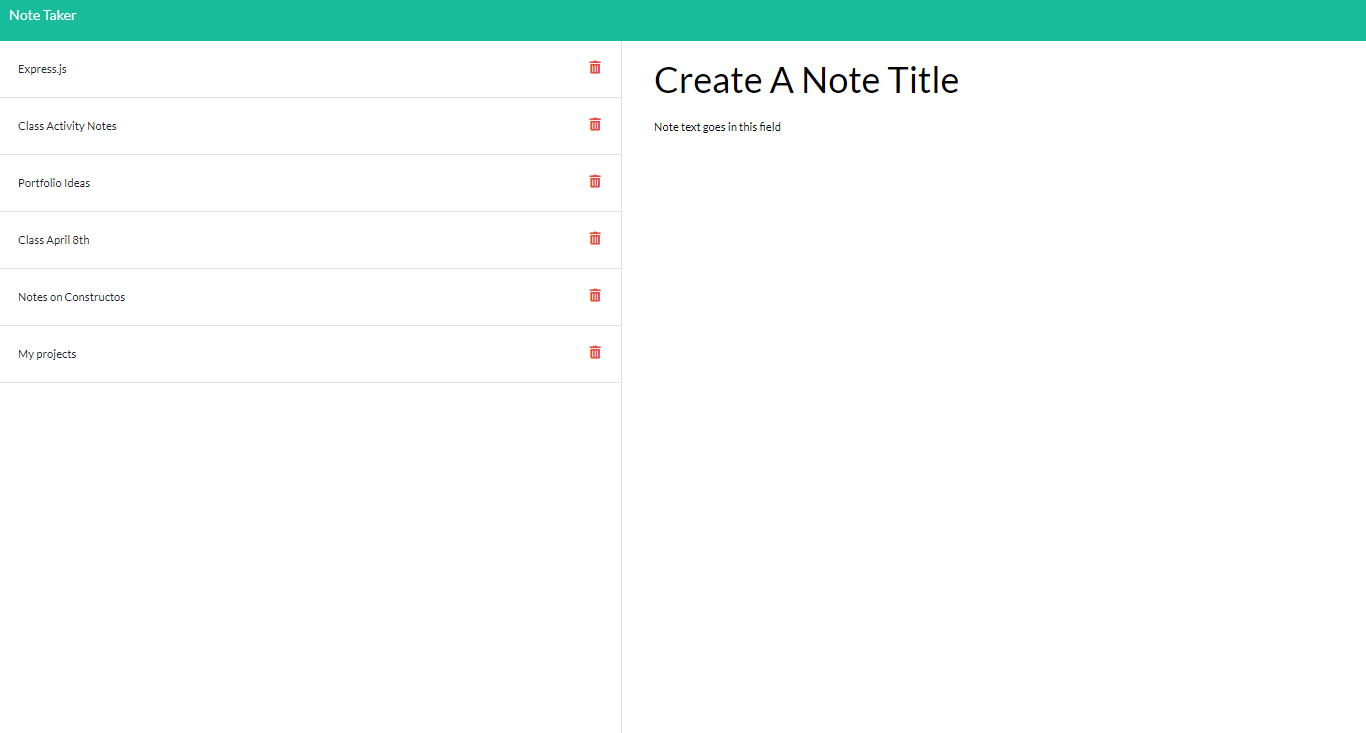 Note Taker
Express.js
Class Activity Notes
Portfolio Ideas
Class April 8th
Notes on Constructos
My projects
Create A Note Title
Note text goes in this field